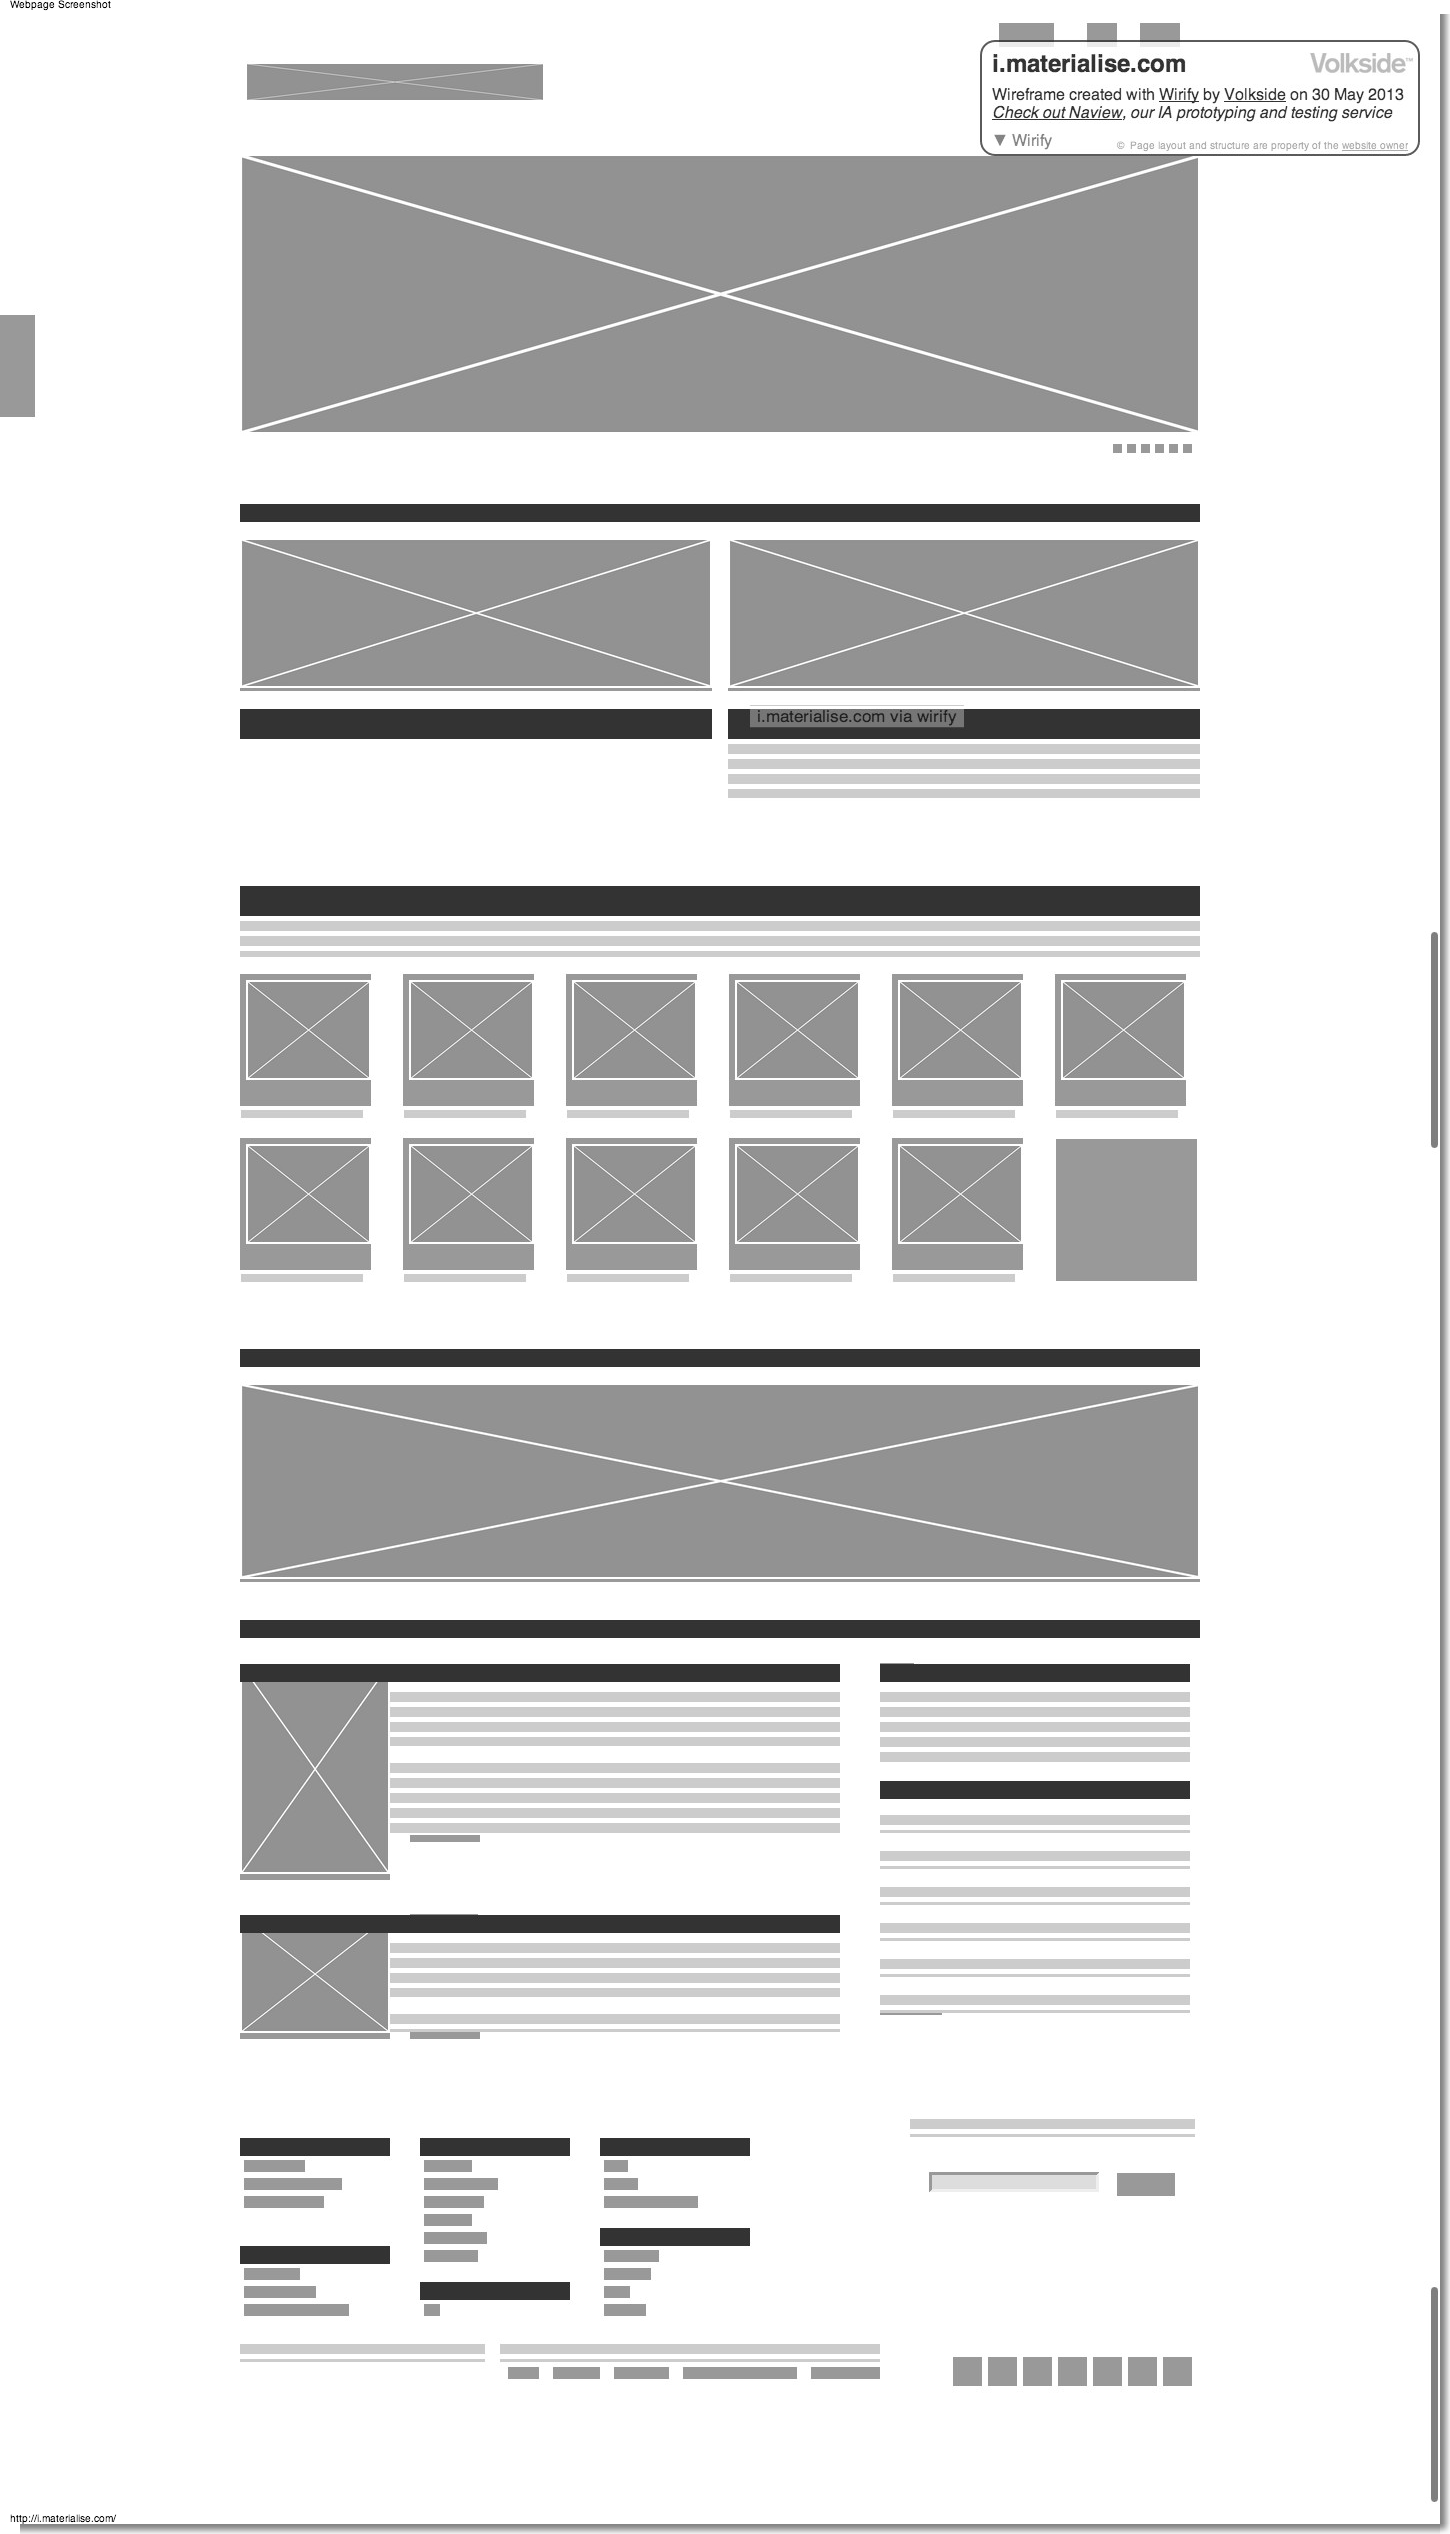 Webpage Screenshot
i.materialise.com
Volkside™
Wireframe created with Wirify by Volkside on 30 May 2013
Check out Naview, our IA prototyping and testing service
▼ Wirify
© Page layout and structure are property of the website owner
i.materialise.com via wirify
http://i.materialise.com/